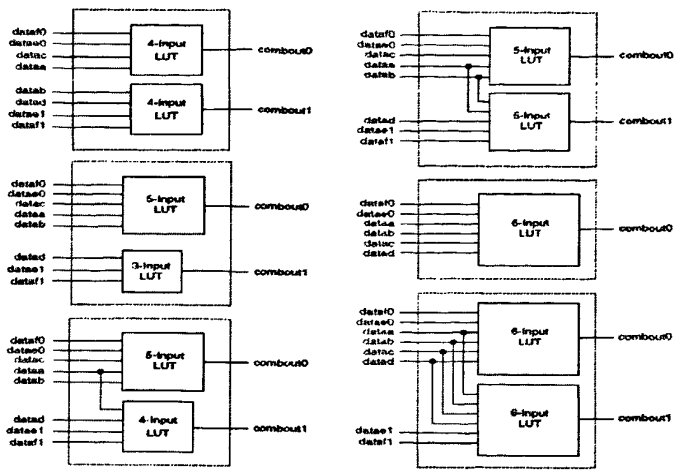 dataf0
datae0
datac
dataa
4-Input
LUT
combout0
datab
datad
datae1
dataf1
4-Input
LUT
combout1
dataf0
datae0
datac
dataa
datab
5-Input
LUT
combout0
datad
datae1
dataf1
3-Input
LUT
combout1
dataf0
datae0
datac
dataa
datab
5-Input
LUT
combout0
datad
datae1
dataf1
4-Input
LUT
combout1
dataf0
datae0
datac
dataa
datab
5-Input
LUT
combout0
datad
datae1
dataf1
5-Input
LUT
combout1
dataf0
datae0
dataa
datab
datac
datad
6-Input
LUT
combout0
dataf0
datae0
dataa
datab
datac
datad
6-Input
LUT
combout0
datae1
dataf1
6-Input
LUT
combout1